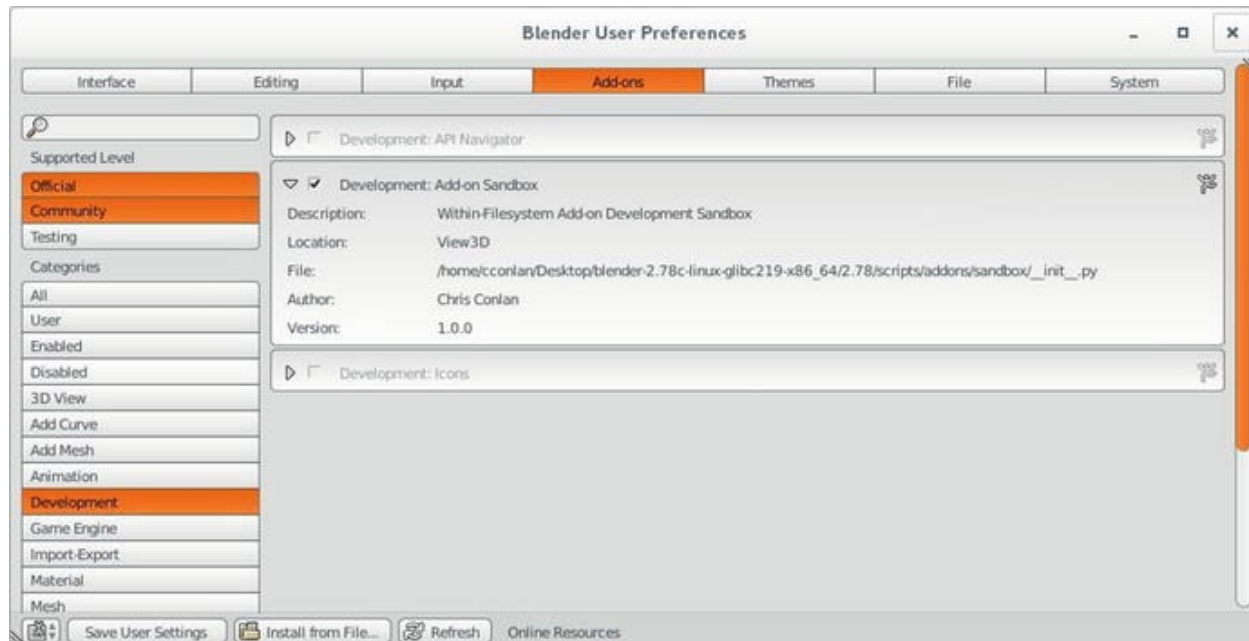 Blender User Preferences
Interface Editing Input Add-ons Themes File System
Supported Level
Official
Community
Testing
Categories
All
User
Enabled
Disabled
3D View
Add Curve
Add Mesh
Animation
Development
Game Engine
Import-Export
Material
Mesh
Development: API Navigator
Development: Add-on Sandbox
Description: Within-Filesystem Add-on Development Sandbox
Location: View3D
File: /home/cconlan/Desktop/blender-2.78c-linux-glibc219-x86_64/2.78/scripts/addons/sandbox/__init__.py
Author: Chris Conlan
Version: 1.0.0
Development: Icons
Save User Settings Install from File... Refresh Online Resources